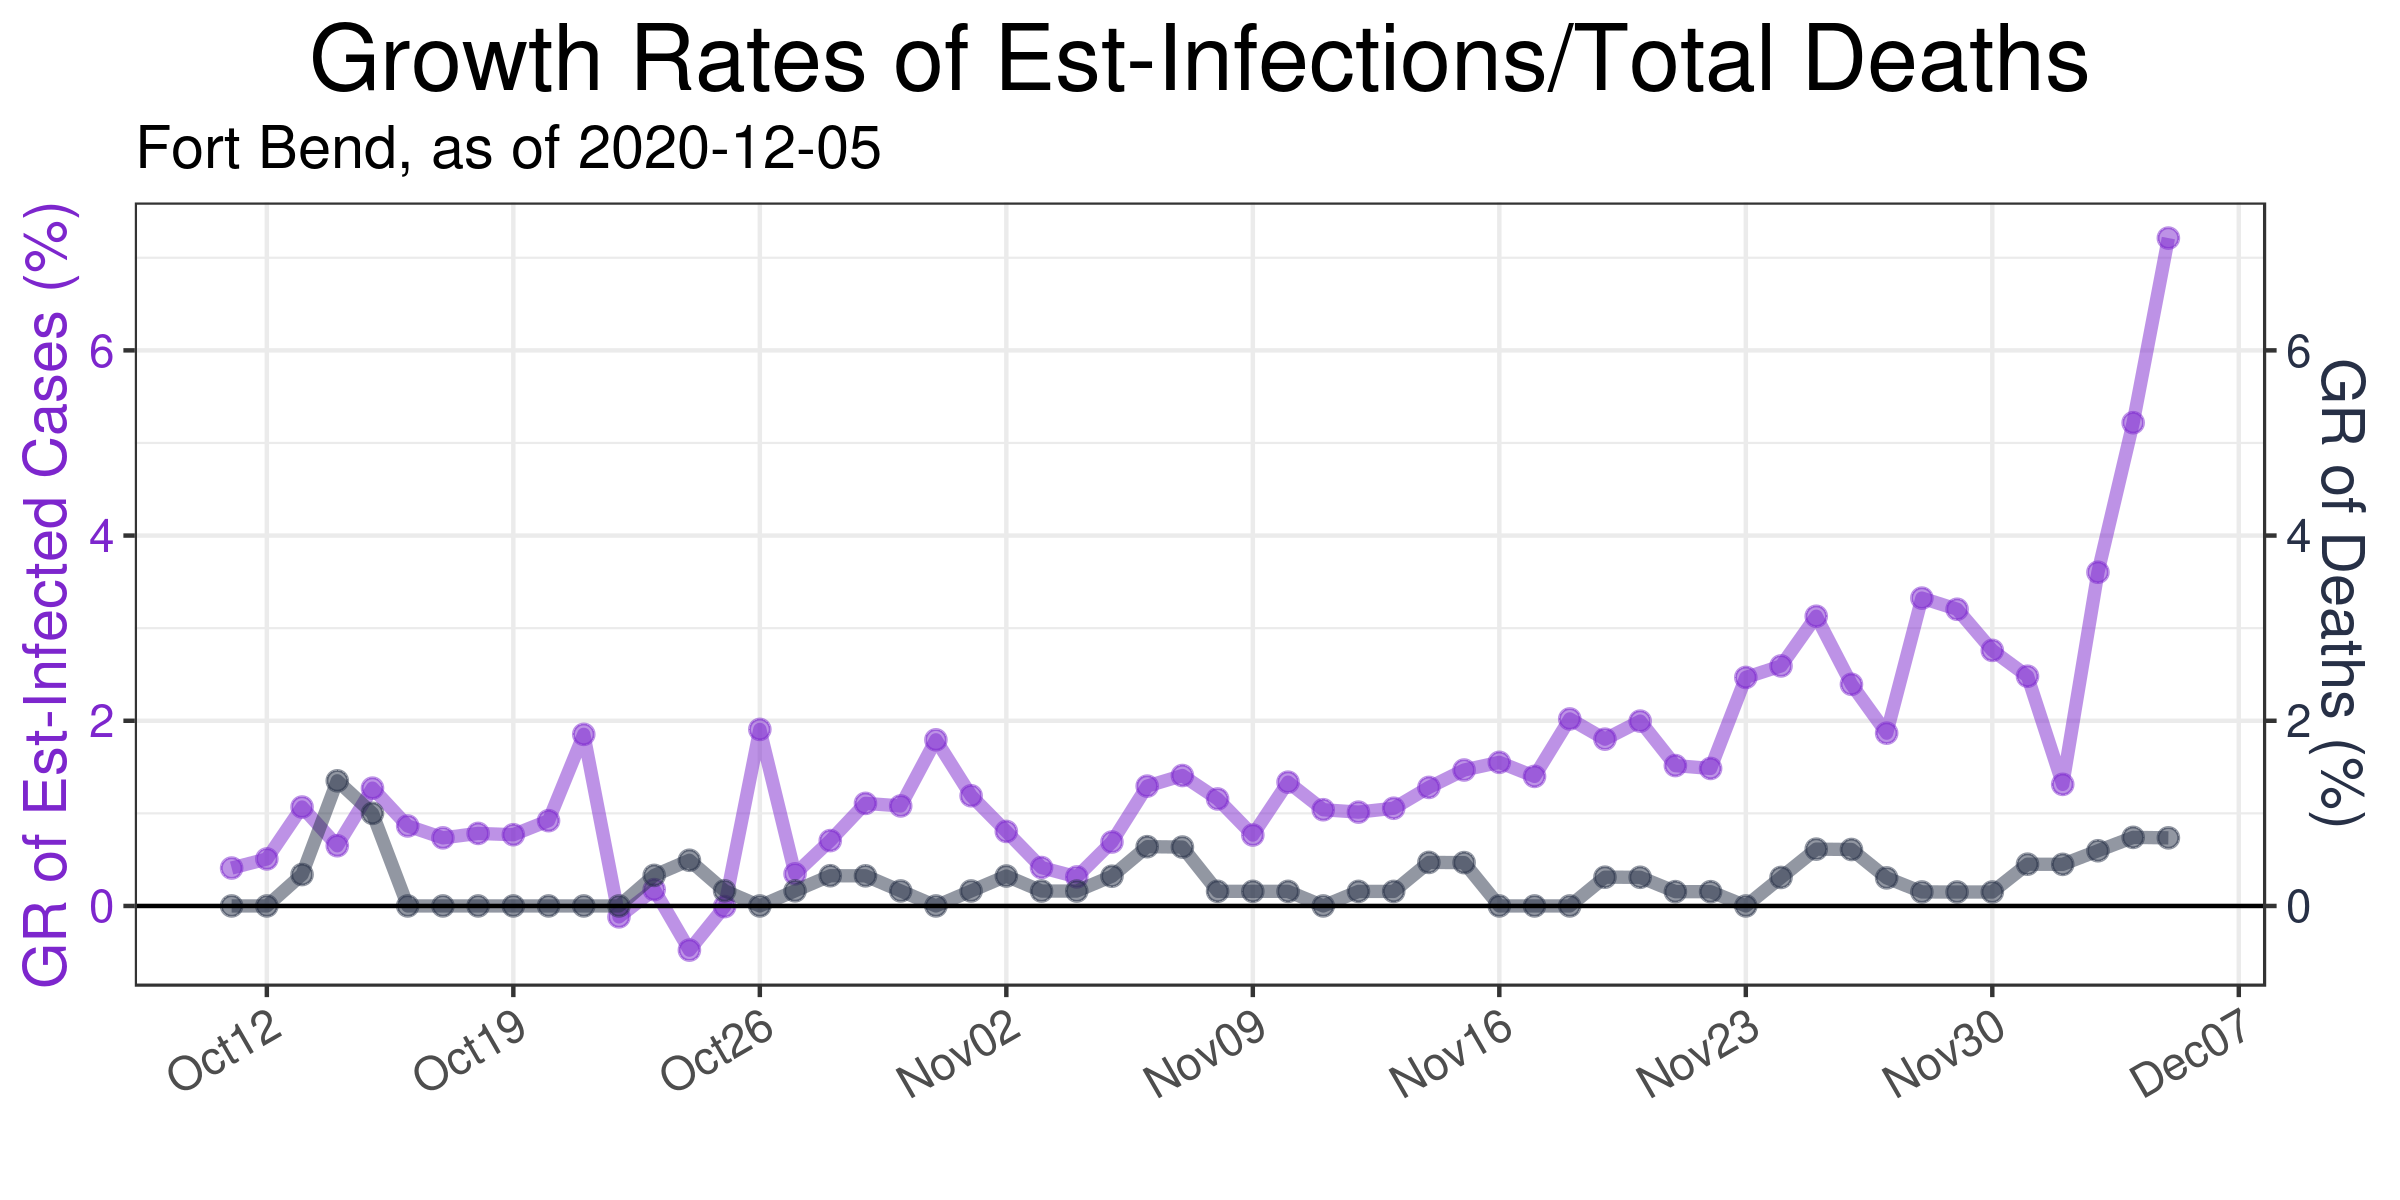 Growth Rates of Est-Infections/Total Deaths
Fort Bend, as of 2020-12-05
GR of Est-Infected Cases (%)
6
4
2
0
6
4
2
0
GR of Deaths (%)
Oct12
Oct19
Oct26
Nov02
Nov09
Nov16
Nov23
Nov30
Dec07